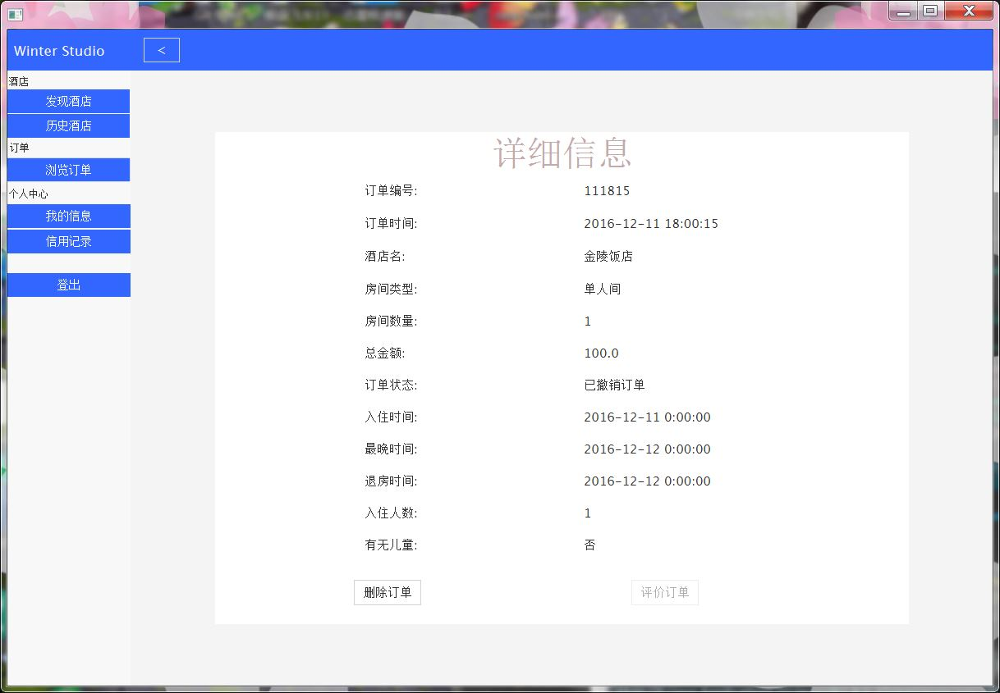 Winter Studio
<
酒店
发现酒店
历史酒店
订单
浏览订单
个人中心
我的信息
信用记录
登出
详细信息
订单编号: 111815
订单时间: 2016-12-11 18:00:15
酒店名: 金陵饭店
房间类型: 单人间
房间数量: 1
总金额: 100.0
订单状态: 已撤销订单
入住时间: 2016-12-11 0:00:00
最晚时间: 2016-12-12 0:00:00
退房时间: 2016-12-12 0:00:00
入住人数: 1
有无儿童: 否
删除订单 评价订单